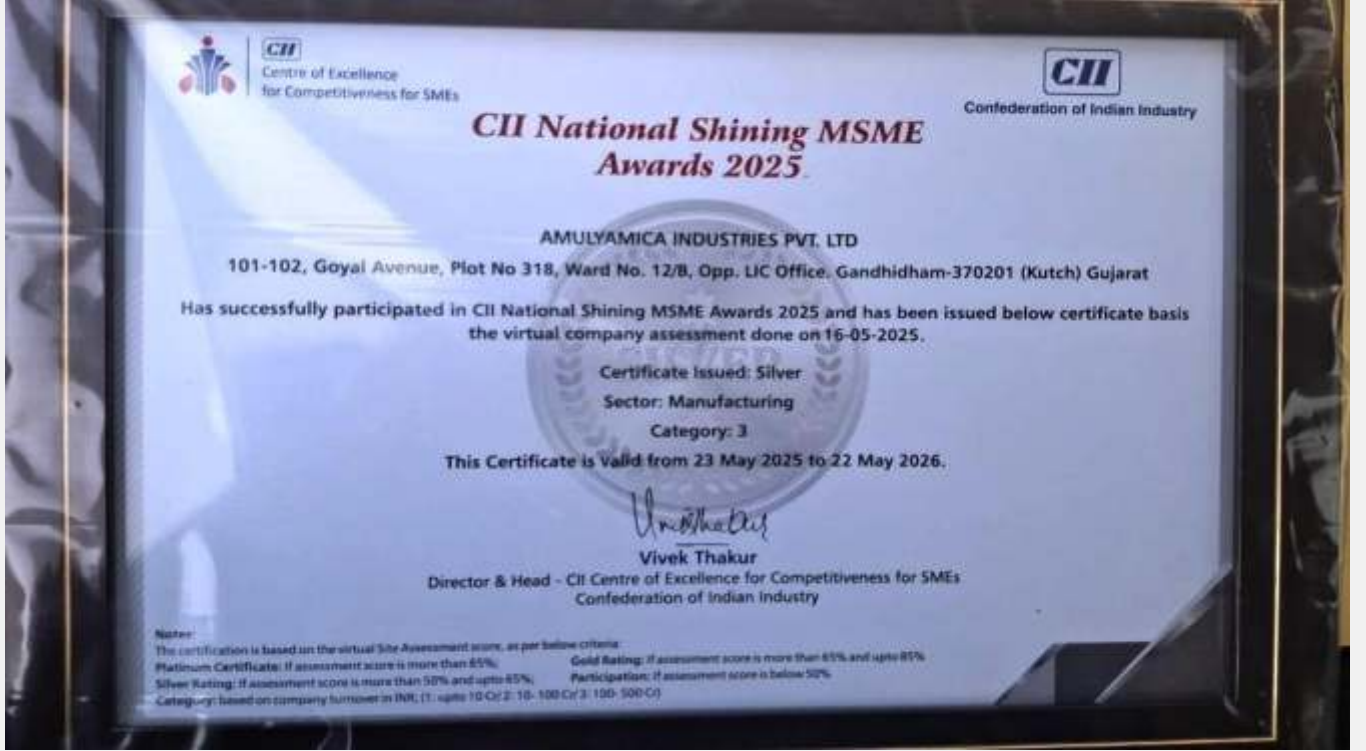 CII
Centre of Excellence
for Competitiveness for SMEs
CII
Confederation of Indian Industry
CII National Shining MSME
Awards 2025
AMULYAMICA INDUSTRIES PVT. LTD
101-102, Goyal Avenue, Plot No 318, Ward No. 12/B, Opp. LIC Office. Gandhidham-370201 (Kutch) Gujarat
Has successfully participated in CII National Shining MSME Awards 2025 and has been issued below certificate basis
the virtual company assessment done on 16-05-2025.
SILVER
Certificate Issued: Silver
Sector: Manufacturing
Category: 3
This Certificate is Valid from 23 May 2025 to 22 May 2026.
Vivek Thakur
Director & Head - CII Centre of Excellence for Competitiveness for SMEs
Confederation of Indian Industry
Notes:
The certification is based on the virtual Site Assessment score, as per below criteria:
Platinum Certificate: If assessment score is more than 85%; Gold Rating: If assessment score is more than 65% and upto 85%
Silver Rating: If assessment score is more than 50% and upto 65%; Participation: If assessment score is below 50%
Category: based on company turnover in INR; (1: upto 10 Cr/ 2: 10- 100 Cr/ 3: 100- 500 Cr)